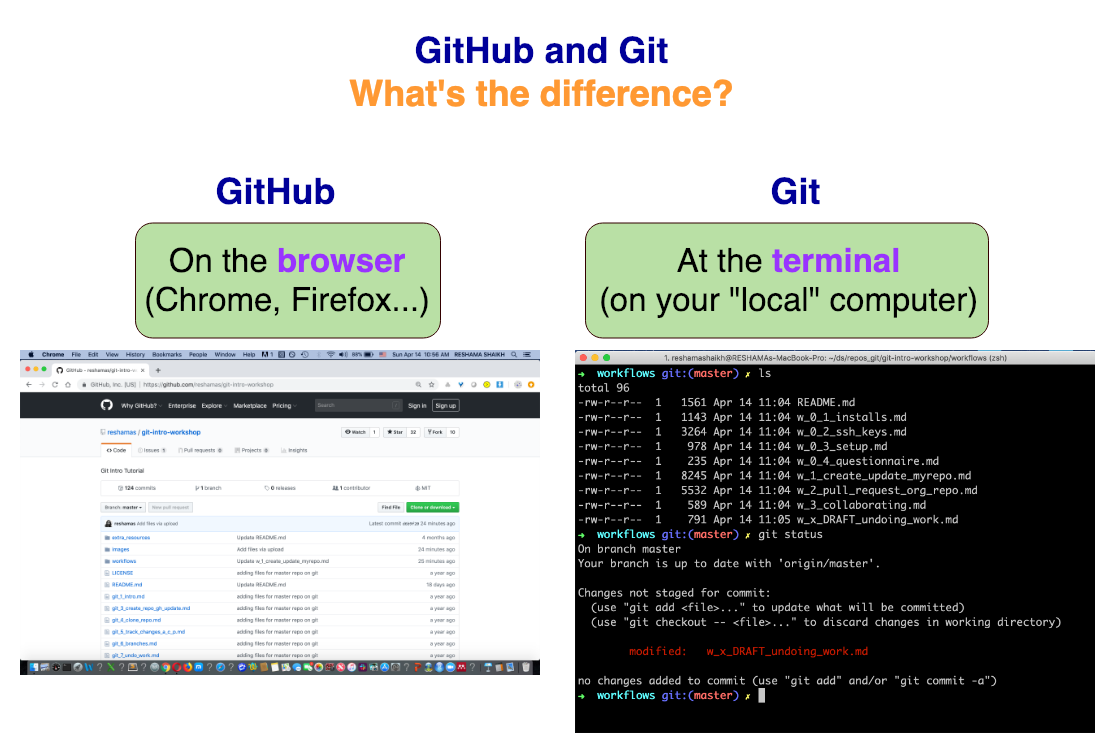 GitHub and Git
What's the difference?
GitHub
On the browser
(Chrome, Firefox...)
Chrome File Edit View History Bookmarks People Window Help
Sun Apr 14 10:56 AM RESHAMA SHAIKH
GitHub, Inc. [US] | https://github.com/reshamas/git-intro-workshop
Why GitHub? Enterprise Explore Marketplace Pricing Search Sign in Sign up
reshamas / git-intro-workshop
Watch 1 Star 32 Fork 10
Code Issues Pull requests Projects Insights
Git Intro Tutorial
124 commits 1 branch 0 releases 1 contributor MIT
Branch: master New pull request Find File Clone or download
reshamas Add files via upload Latest commit 24 minutes ago
extra_resources Update README.md 4 months ago
images Add files via upload 24 minutes ago
workflows Update w_1_create_update_myrepo.md 25 minutes ago
LICENSE adding files for master repo on git a year ago
README.md Update README.md 18 days ago
git_1_intro.md adding files for master repo on git a year ago
git_3_create_repo_gh_update.md adding files for master repo on git a year ago
git_4_clone_repo.md adding files for master repo on git a year ago
git_5_track_changes_a_c_p.md adding files for master repo on git a year ago
git_6_branches.md adding files for master repo on git a year ago
git_7_undo_work.md adding files for master repo on git a year ago
Git
At the terminal
(on your "local" computer)
1. reshamashaikh@RESHAMAs-MacBook-Pro: ~/ds/repos_git/git-intro-workshop/workflows (zsh)
➜ workflows git:(master) ✗ ls
total 96
-rw-r--r-- 1 1561 Apr 14 11:04 README.md
-rw-r--r-- 1 1143 Apr 14 11:04 w_0_1_installs.md
-rw-r--r-- 1 3264 Apr 14 11:04 w_0_2_ssh_keys.md
-rw-r--r-- 1 978 Apr 14 11:04 w_0_3_setup.md
-rw-r--r-- 1 235 Apr 14 11:04 w_0_4_questionnaire.md
-rw-r--r-- 1 8245 Apr 14 11:04 w_1_create_update_myrepo.md
-rw-r--r-- 1 5532 Apr 14 11:04 w_2_pull_request_org_repo.md
-rw-r--r-- 1 589 Apr 14 11:04 w_3_collaborating.md
-rw-r--r-- 1 791 Apr 14 11:05 w_x_DRAFT_undoing_work.md
➜ workflows git:(master) ✗ git status
On branch master
Your branch is up to date with 'origin/master'.
Changes not staged for commit:
(use "git add <file>..." to update what will be committed)
(use "git checkout -- <file>..." to discard changes in working directory)
modified: w_x_DRAFT_undoing_work.md
no changes added to commit (use "git add" and/or "git commit -a")
➜ workflows git:(master) ✗